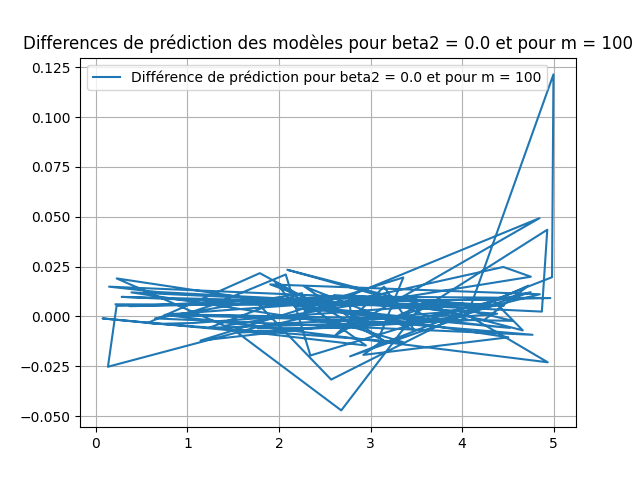 Differences de prédiction des modèles pour beta2 = 0.0 et pour m = 100
Différence de prédiction pour beta2 = 0.0 et pour m = 100
0.125
0.100
0.075
0.050
0.025
0.000
−0.025
−0.050
0 1 2 3 4 5